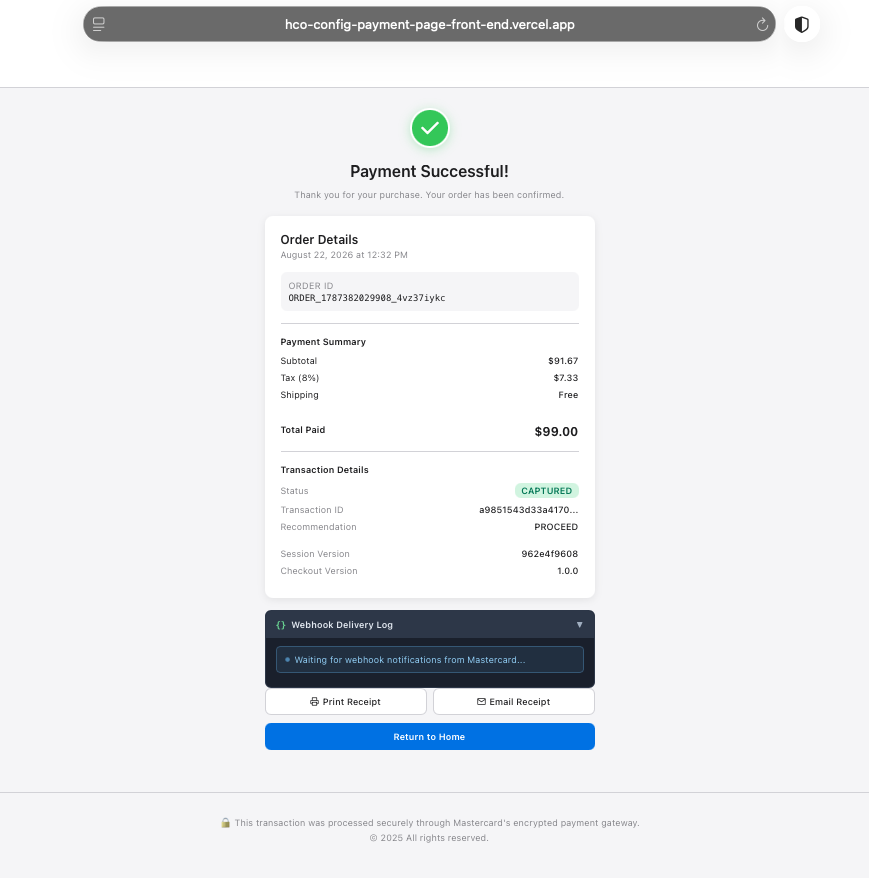 hco-config-payment-page-front-end.vercel.app
Payment Successful!
Thank you for your purchase. Your order has been confirmed.
Order Details
August 22, 2026 at 12:32 PM
ORDER ID
ORDER_1787382029908_4vz37iykc
Payment Summary
Subtotal $91.67
Tax (8%) $7.33
Shipping Free
Total Paid $99.00
Transaction Details
Status CAPTURED
Transaction ID a9851543d33a4170...
Recommendation PROCEED
Session Version 962e4f9608
Checkout Version 1.0.0
{} Webhook Delivery Log ▼
Waiting for webhook notifications from Mastercard...
Print Receipt Email Receipt
Return to Home
🔒 This transaction was processed securely through Mastercard's encrypted payment gateway.
© 2025 All rights reserved.